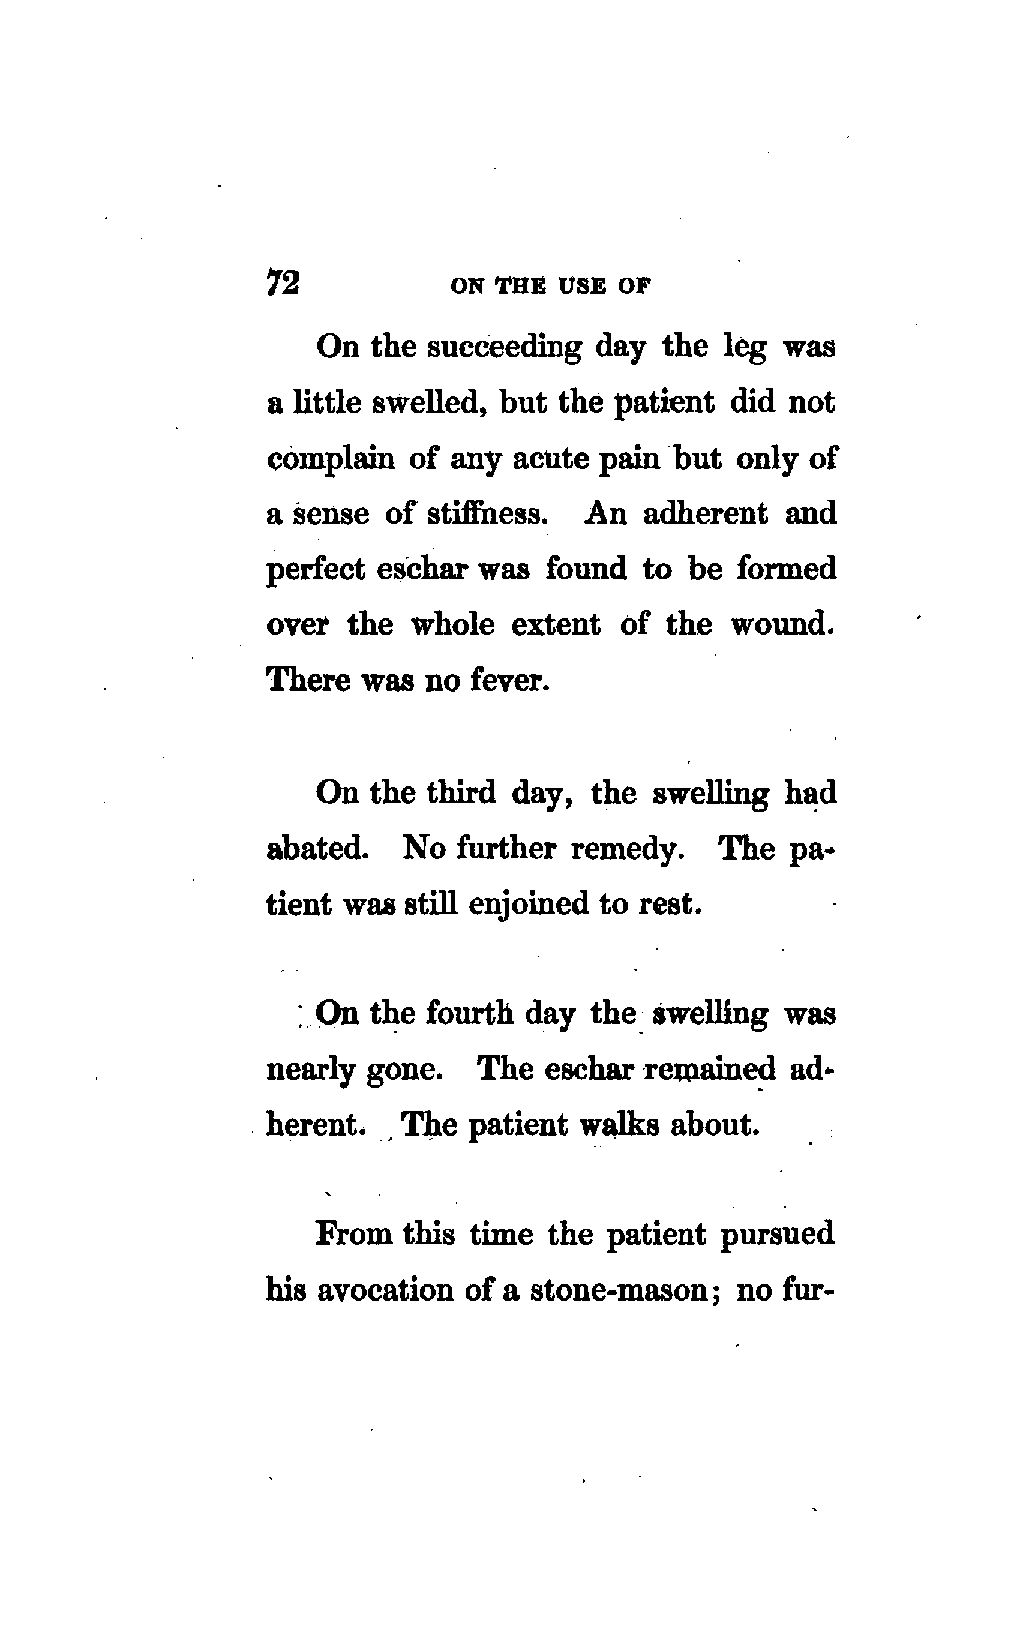 72 ON THE USE OF
On the succeeding day the leg was
a little swelled, but the patient did not
complain of any acute pain but only of
a sense of stiffness. An adherent and
perfect eschar was found to be formed
over the whole extent of the wound.
There was no fever.
On the third day, the swelling had
abated. No further remedy. The pa-
tient was still enjoined to rest.
On the fourth day the swelling was
nearly gone. The eschar remained ad-
herent. The patient walks about.
From this time the patient pursued
his avocation of a stone-mason; no fur-